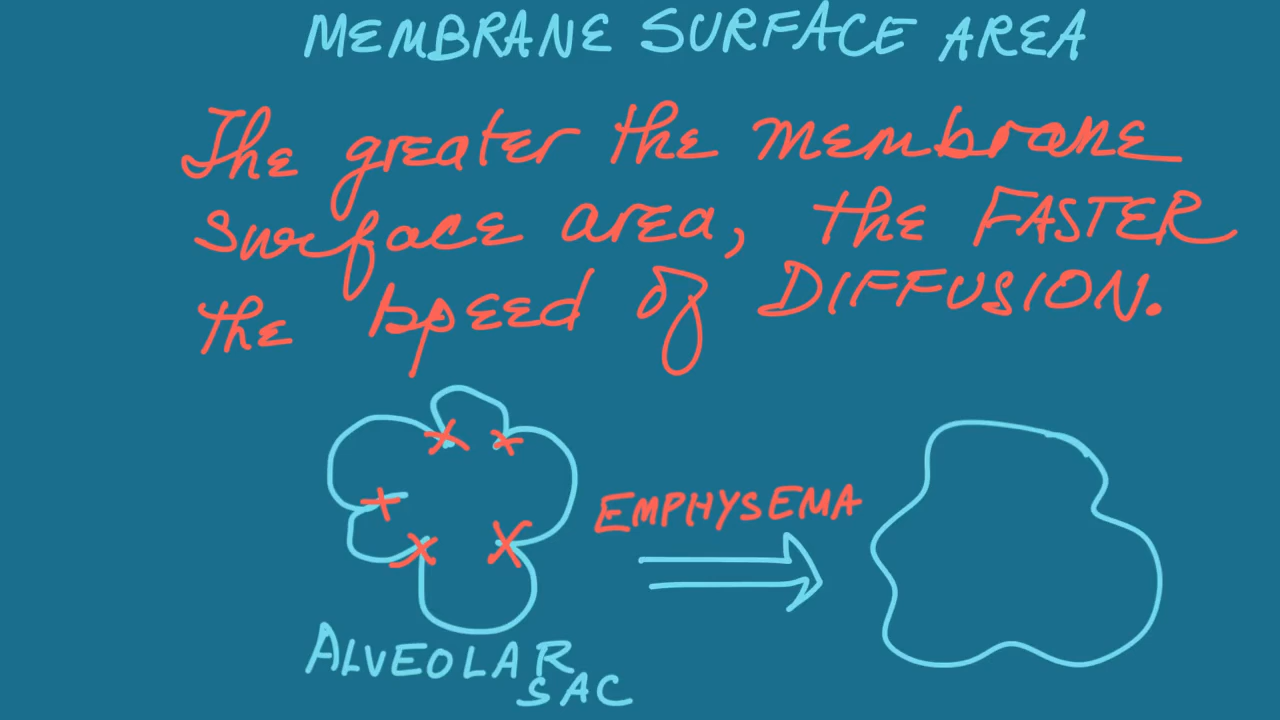 MEMBRANE SURFACE AREA
The greater the membrane
surface area, the FASTER
the speed of DIFFUSION.
EMPHYSEMA
ALVEOLAR
SAC